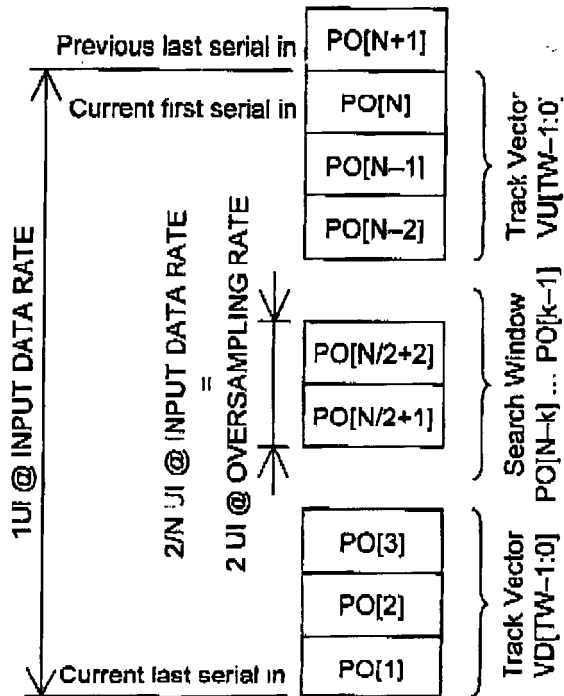 Previous last serial in
PO[N+1]
Current first serial in
PO[N]
PO[N–1]
PO[N–2]
Track Vector
VU[TW–1:0]
1UI @ INPUT DATA RATE
2/N UI @ INPUT DATA RATE
=
2 UI @ OVERSAMPLING RATE
PO[N/2+2]
PO[N/2+1]
Search Window
PO[N–k] ... PO[k–1]
PO[3]
PO[2]
PO[1]
Track Vector
VD[TW–1:0]
Current last serial in